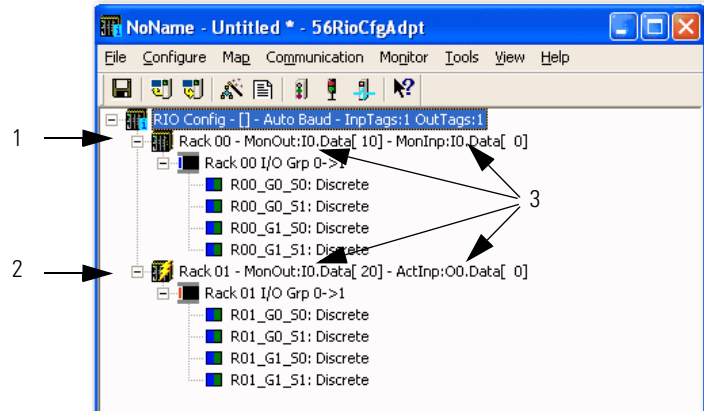 NoName - Untitled * - 56RioCfgAdpt
File Configure Map Communication Monitor Tools View Help
RIO Config - [] - Auto Baud - InpTags:1 OutTags:1
1
Rack 00 - MonOut:I0.Data[ 10] - MonInp:I0.Data[ 0]
Rack 00 I/O Grp 0->1
R00_G0_S0: Discrete
3
R00_G0_S1: Discrete
R00_G1_S0: Discrete
R00_G1_S1: Discrete
2
Rack 01 - MonOut:I0.Data[ 20] - ActInp:O0.Data[ 0]
Rack 01 I/O Grp 0->1
R01_G0_S0: Discrete
R01_G0_S1: Discrete
R01_G1_S0: Discrete
R01_G1_S1: Discrete